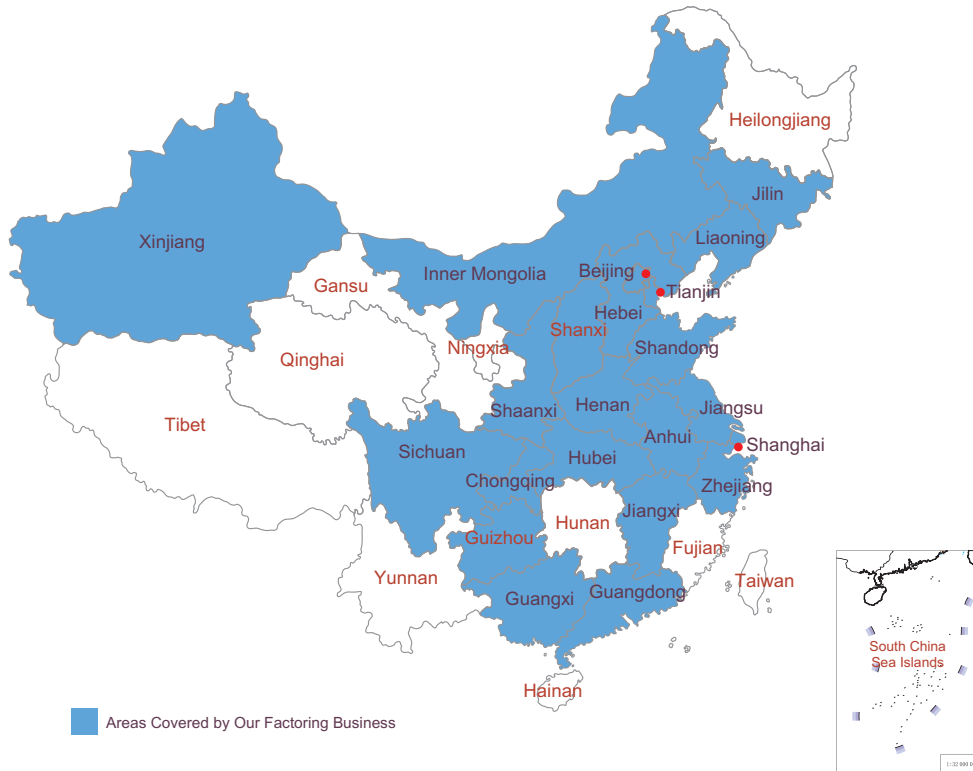 Heilongjiang
Jilin
Xinjiang
Liaoning
Inner Mongolia
Beijing
Gansu
Tianjin
Hebei
Shanxi
Ningxia
Shandong
Qinghai
Shaanxi
Henan
Jiangsu
Tibet
Anhui
Shanghai
Sichuan
Hubei
Chongqing
Zhejiang
Jiangxi
Hunan
Guizhou
Fujian
Yunnan
Taiwan
Guangxi
Guangdong
South China
Sea Islands
Hainan
Areas Covered by Our Factoring Business